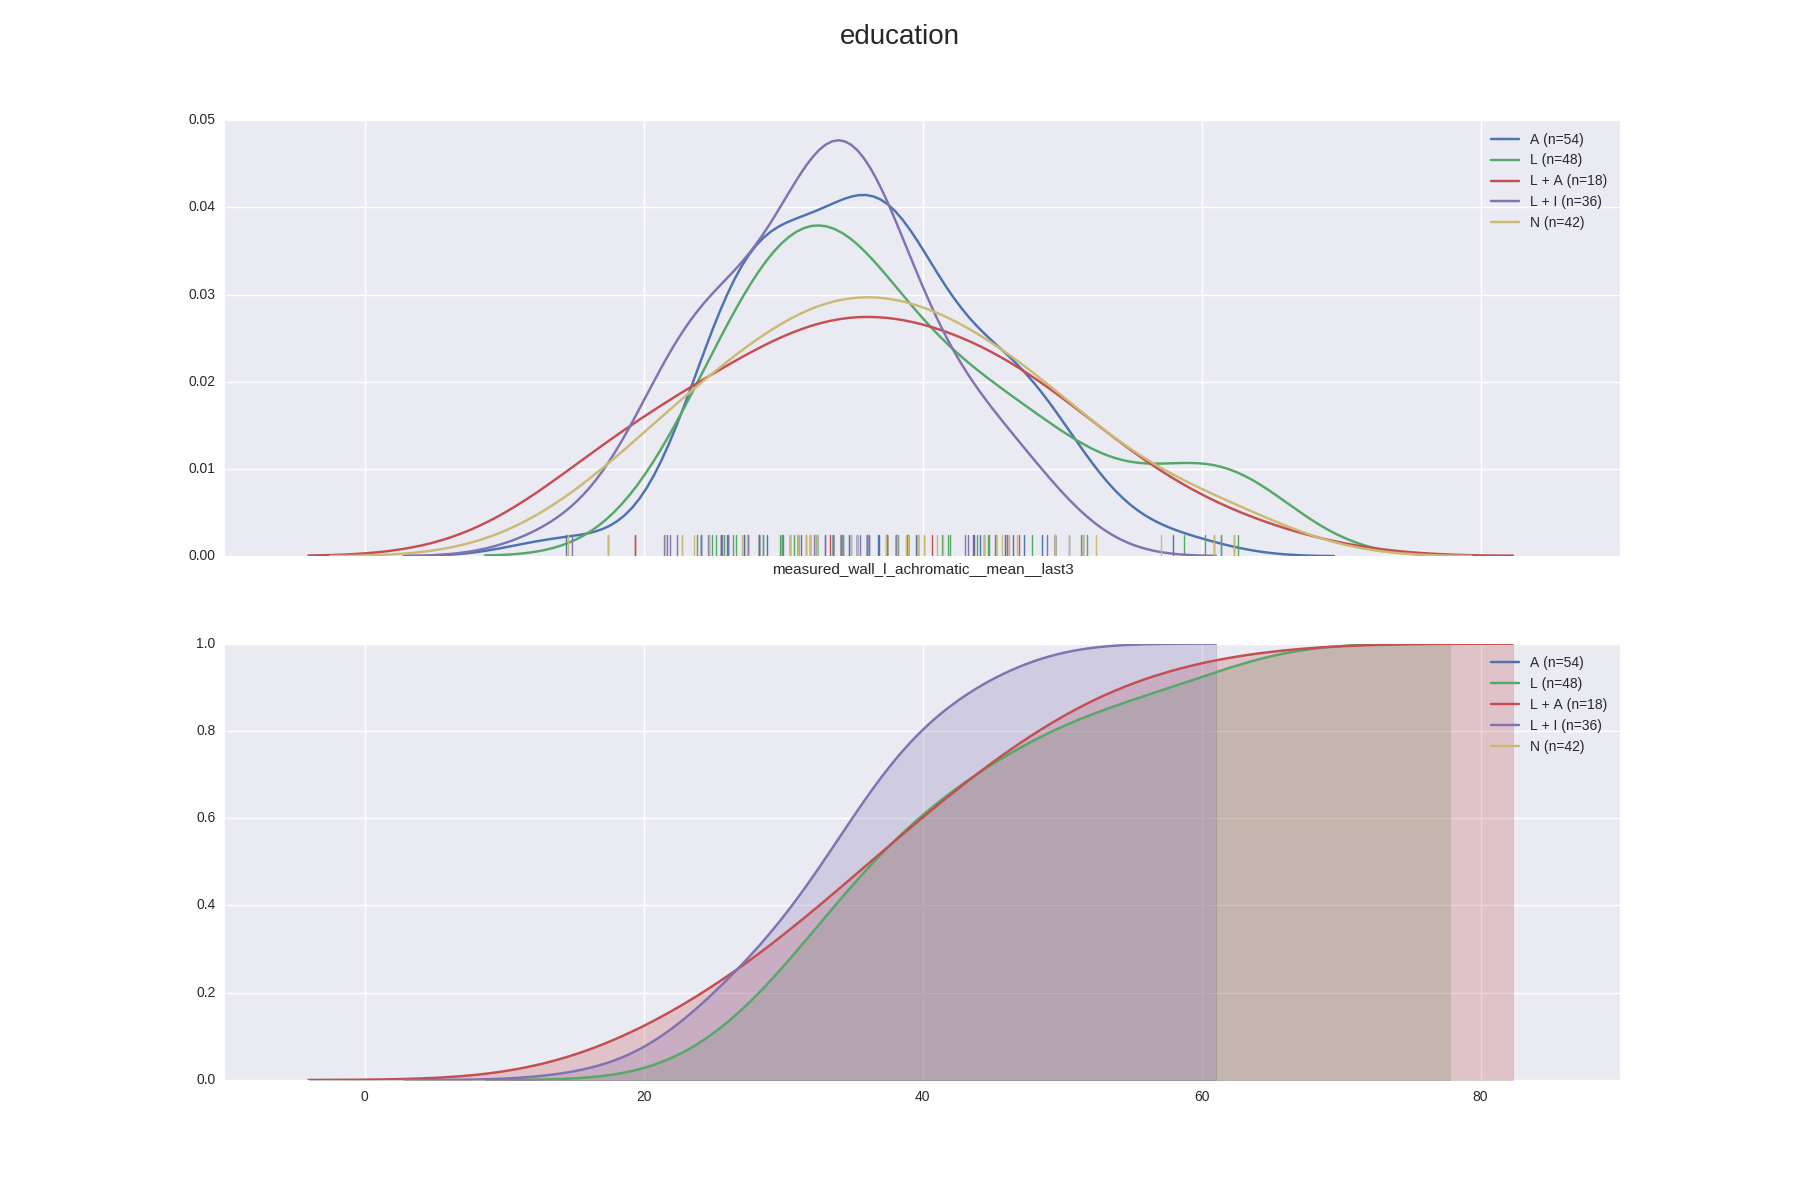 education
0.05
0.04
0.03
0.02
0.01
0.00
A (n=54)
L (n=48)
L + A (n=18)
L + I (n=36)
N (n=42)
measured_wall_l_achromatic__mean__last3
1.0
0.8
0.6
0.4
0.2
0.0
A (n=54)
L (n=48)
L + A (n=18)
L + I (n=36)
N (n=42)
0 20 40 60 80